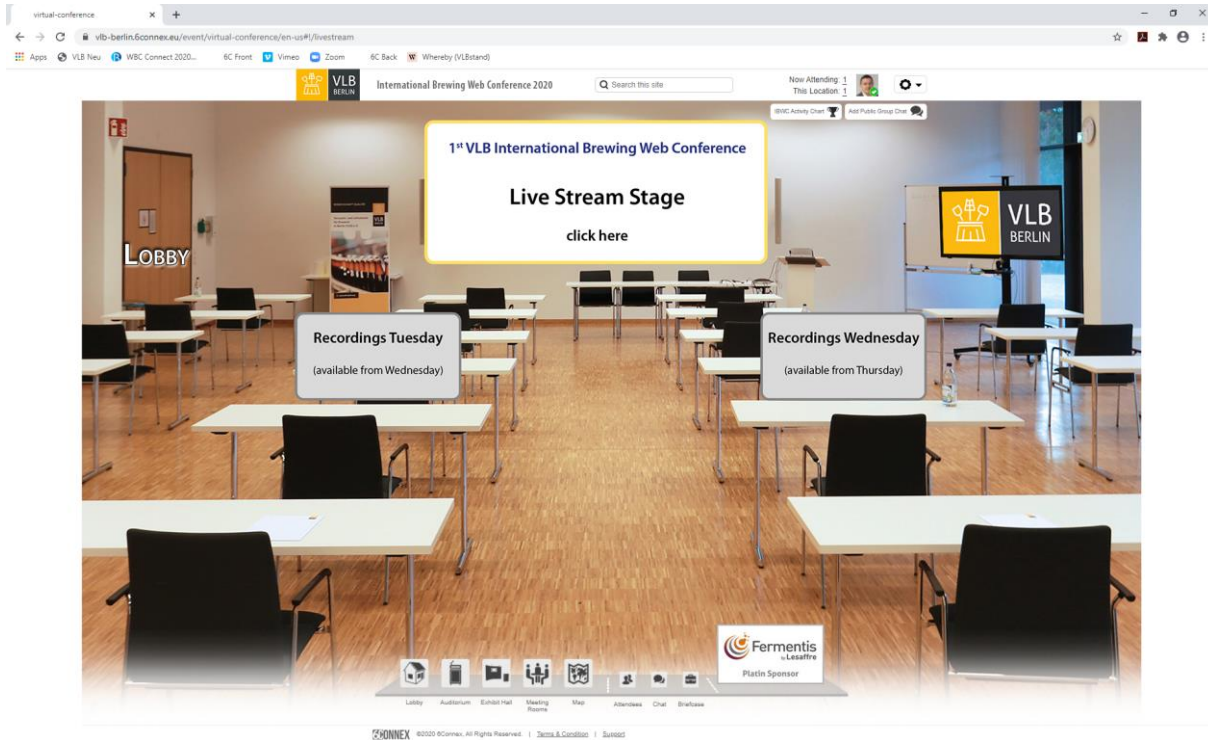 virtual-conference
vlb-berlin.6connex.eu/event/virtual-conference/en-us#!/livestream
Apps
VLB Neu
WBC Connect 2020...
6C Front
Vimeo
Zoom
6C Back
Whereby (VLBstand)
VLB
BERLIN
International Brewing Web Conference 2020
Search this site
Now Attending: 1
This Location: 1
IBWC Activity Chart
Add Public Group Chat
1st VLB International Brewing Web Conference
Live Stream Stage
click here
LOBBY
VLB
BERLIN
Recordings Tuesday
(available from Wednesday)
Recordings Wednesday
(available from Thursday)
Fermentis
by Lesaffre
Platin Sponsor
Lobby
Auditorium
Exhibit Hall
Meeting
Rooms
Map
Attendees
Chat
Briefcase
6CONNEX
©2020 6Connex, All Rights Reserved. | Terms & Condition | Support